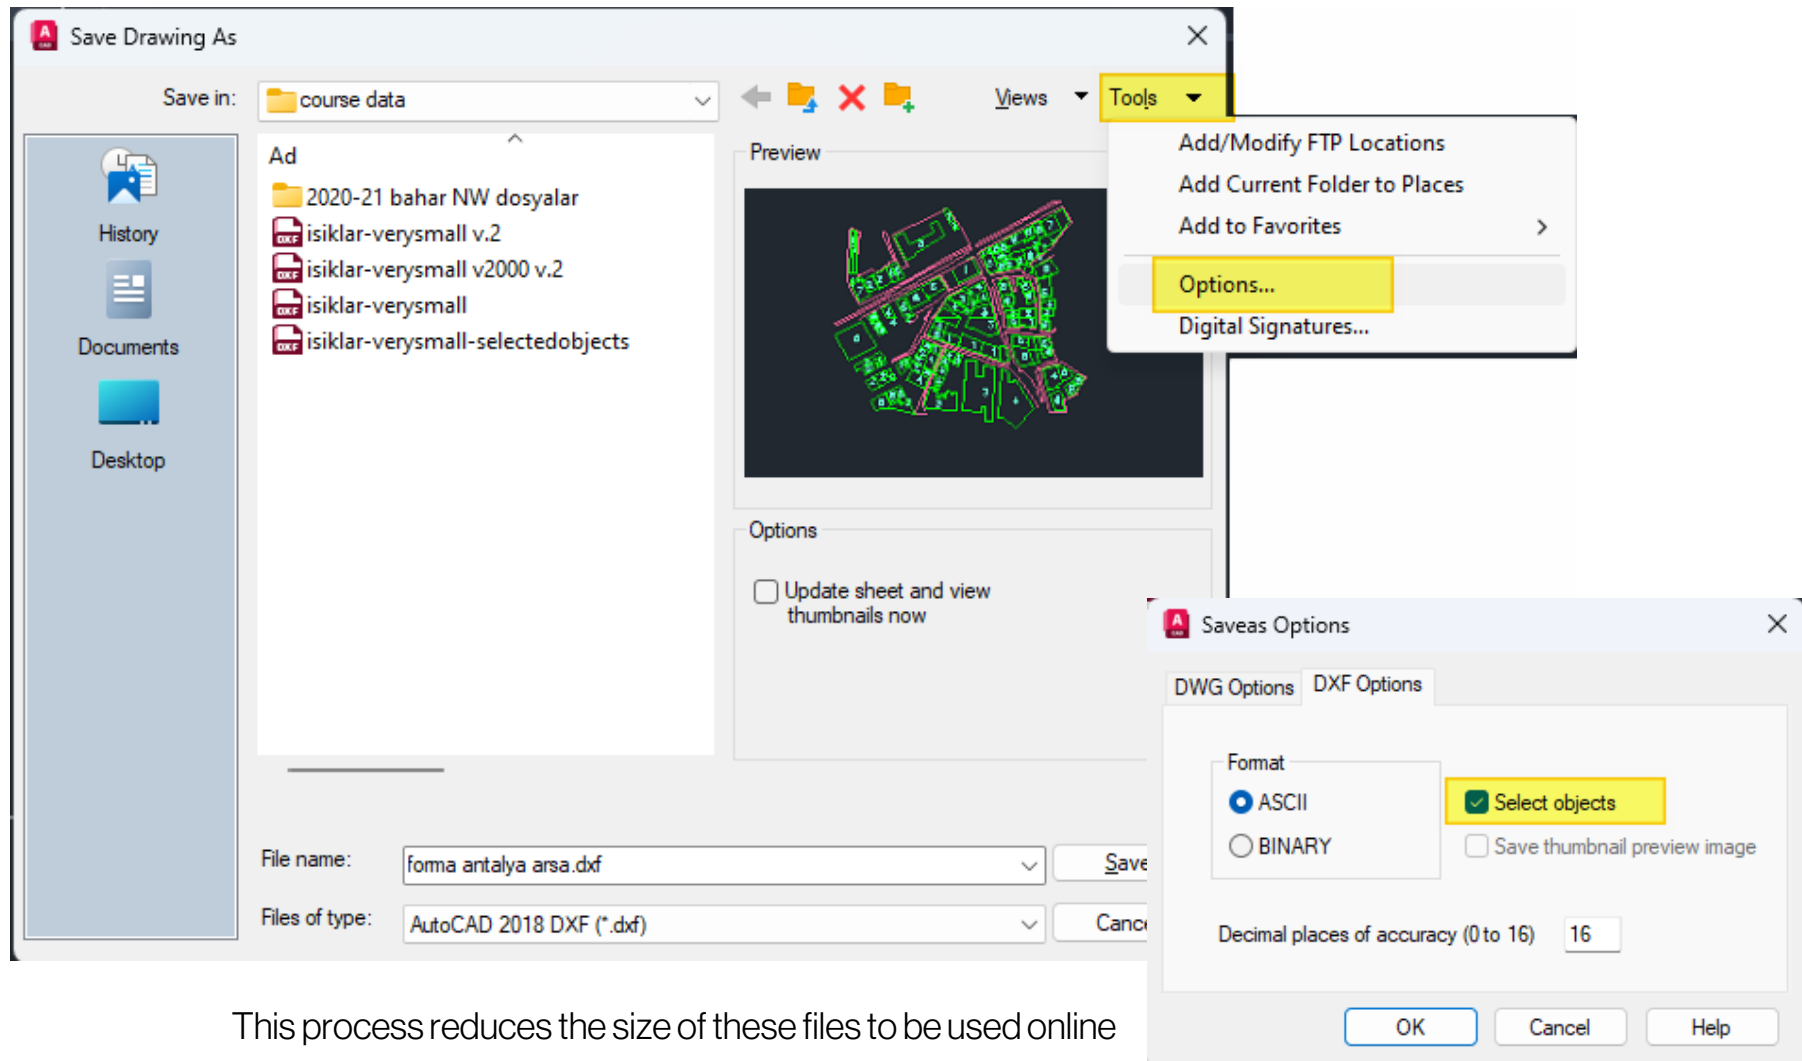 Save Drawing As
Save in:
course data
Views
Tools
Add/Modify FTP Locations
Add Current Folder to Places
Add to Favorites
Options...
Digital Signatures...
History
Documents
Desktop
Ad
2020-21 bahar NW dosyalar
isiklar-verysmall v.2
isiklar-verysmall v2000 v.2
isiklar-verysmall
isiklar-verysmall-selectedobjects
Preview
Options
Update sheet and view
thumbnails now
File name:
forma antalya arsa.dxf
Save
Files of type:
AutoCAD 2018 DXF (*.dxf)
Canc
Saveas Options
DWG Options
DXF Options
Format
ASCII
BINARY
Select objects
Save thumbnail preview image
Decimal places of accuracy (0 to 16)
16
OK
Cancel
Help
This process reduces the size of these files to be used online